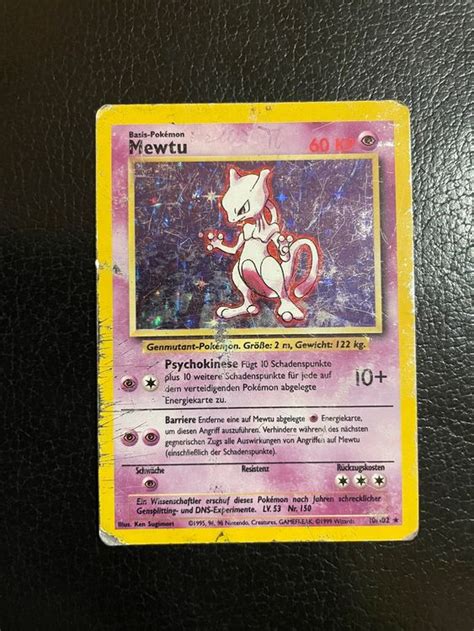 Basis-Pokémon
Mewtu 60 KP
Genmutant-Pokémon. Größe: 2 m, Gewicht: 122 kg.
Psychokinese Fügt 10 Schadenspunkte
plus 10 weitere Schadenspunkte für jede auf
dem verteidigenden Pokémon abgelegte
Energiekarte zu.
10+
Barriere Entferne eine auf Mewtu abgelegte Energiekarte,
um diesen Angriff auszuführen. Verhindere während des nächsten
gegnerischen Zugs alle Auswirkungen von Angriffen auf Mewtu
(einschließlich der Schadenspunkte).
Schwäche Resistenz Rückzugskosten
Ein Wissenschaftler erschuf dieses Pokémon nach Jahren schrecklicher
Gensplitting- und DNS-Experimente. LV. 53 Nr. 150
Illus. Ken Sugimori ©1995, 96, 98 Nintendo, Creatures, GAMEFREAK. ©1999 Wizards. 10/102 ★